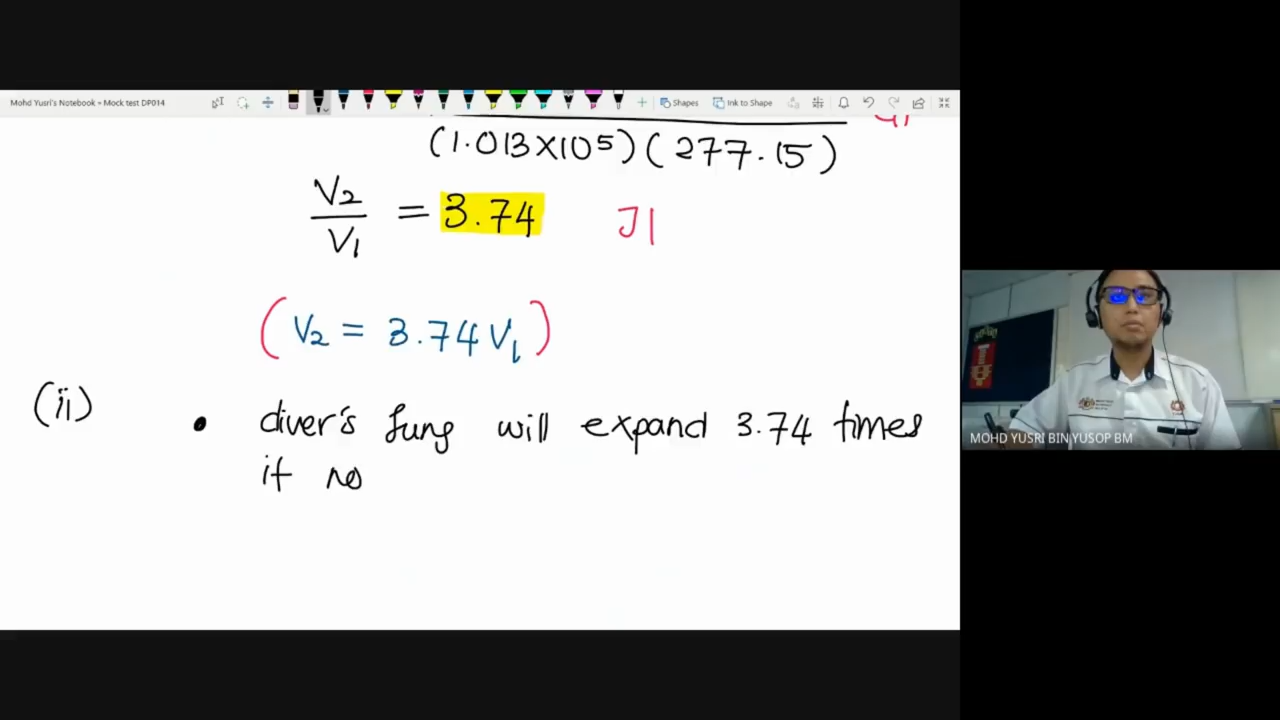 Mohd Yusri's Notebook » Mock test DP014
Shapes
Ink to Shape
(1.013×10⁵)(277.15)
V₂/V₁ = 3.74 J1
(V₂ = 3.74 V₁)
(ii)
• diver's lung will expand 3.74 times
if no
MOHD YUSRI BIN YUSOP BM